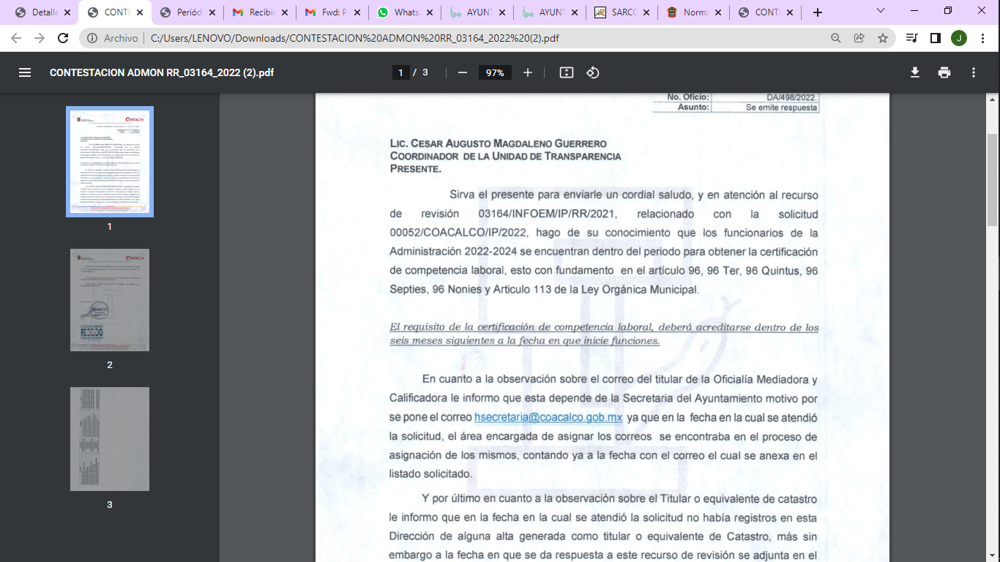 Detalle
CONTE
Periód
Recibic
Fwd: P
Whats
AYUNT
AYUNT
SARCO
Norma
CONTE
Archivo C:/Users/LENOVO/Downloads/CONTESTACION%20ADMON%20RR_03164_2022%20(2).pdf
J
CONTESTACION ADMON RR_03164_2022 (2).pdf
1 / 3
97%
1
2
3
COACALCO
RECIBIDO
No. Oficio: DA/498/2022.
Asunto: Se emite respuesta
LIC. CESAR AUGUSTO MAGDALENO GUERRERO
COORDINADOR DE LA UNIDAD DE TRANSPARENCIA
PRESENTE.
Sirva el presente para enviar un cordial saludo, y en atención al recurso
de revisión 03164/INFOEM/IP/RR/2021, relacionado con la solicitud
00052/COACALCO/IP/2022, hago de su conocimiento que los funcionarios de la
Administración 2022-2024 se encuentran dentro del periodo para obtener la certificación
de competencia laboral, esto con fundamento en el artículo 96, 96 Ter, 96 Quintus, 96
Septies, 96 Nonies y Articulo 113 de la Ley Orgánica Municipal.
El requisito de la certificación de competencia laboral, deberá acreditarse dentro de los
seis meses siguientes a la fecha en que inicie funciones.
En cuanto a la observación sobre el correo del titular de la Oficialía Mediadora y
Calificadora le informo que esta depende de la Secretaria del Ayuntamiento motivo por
se pone el correo hsecretaria@coacalco.gob.mx ya que en la fecha en la cual se atendió
la solicitud, el área encargada de asignar los correos se encontraba en el proceso de
asignación de los mismos, contando ya a la fecha con el correo el cual se anexa en el
listado solicitado.
Y por último en cuanto a la observación sobre el Titular o equivalente de catastro
le informo que en la fecha en la cual se atendió la solicitud no había registros en esta
Dirección de alguna alta generada como titular o equivalente de Catastro, más sin
embargo a la fecha en que se da respuesta a este recurso de revisión se adjunta en el